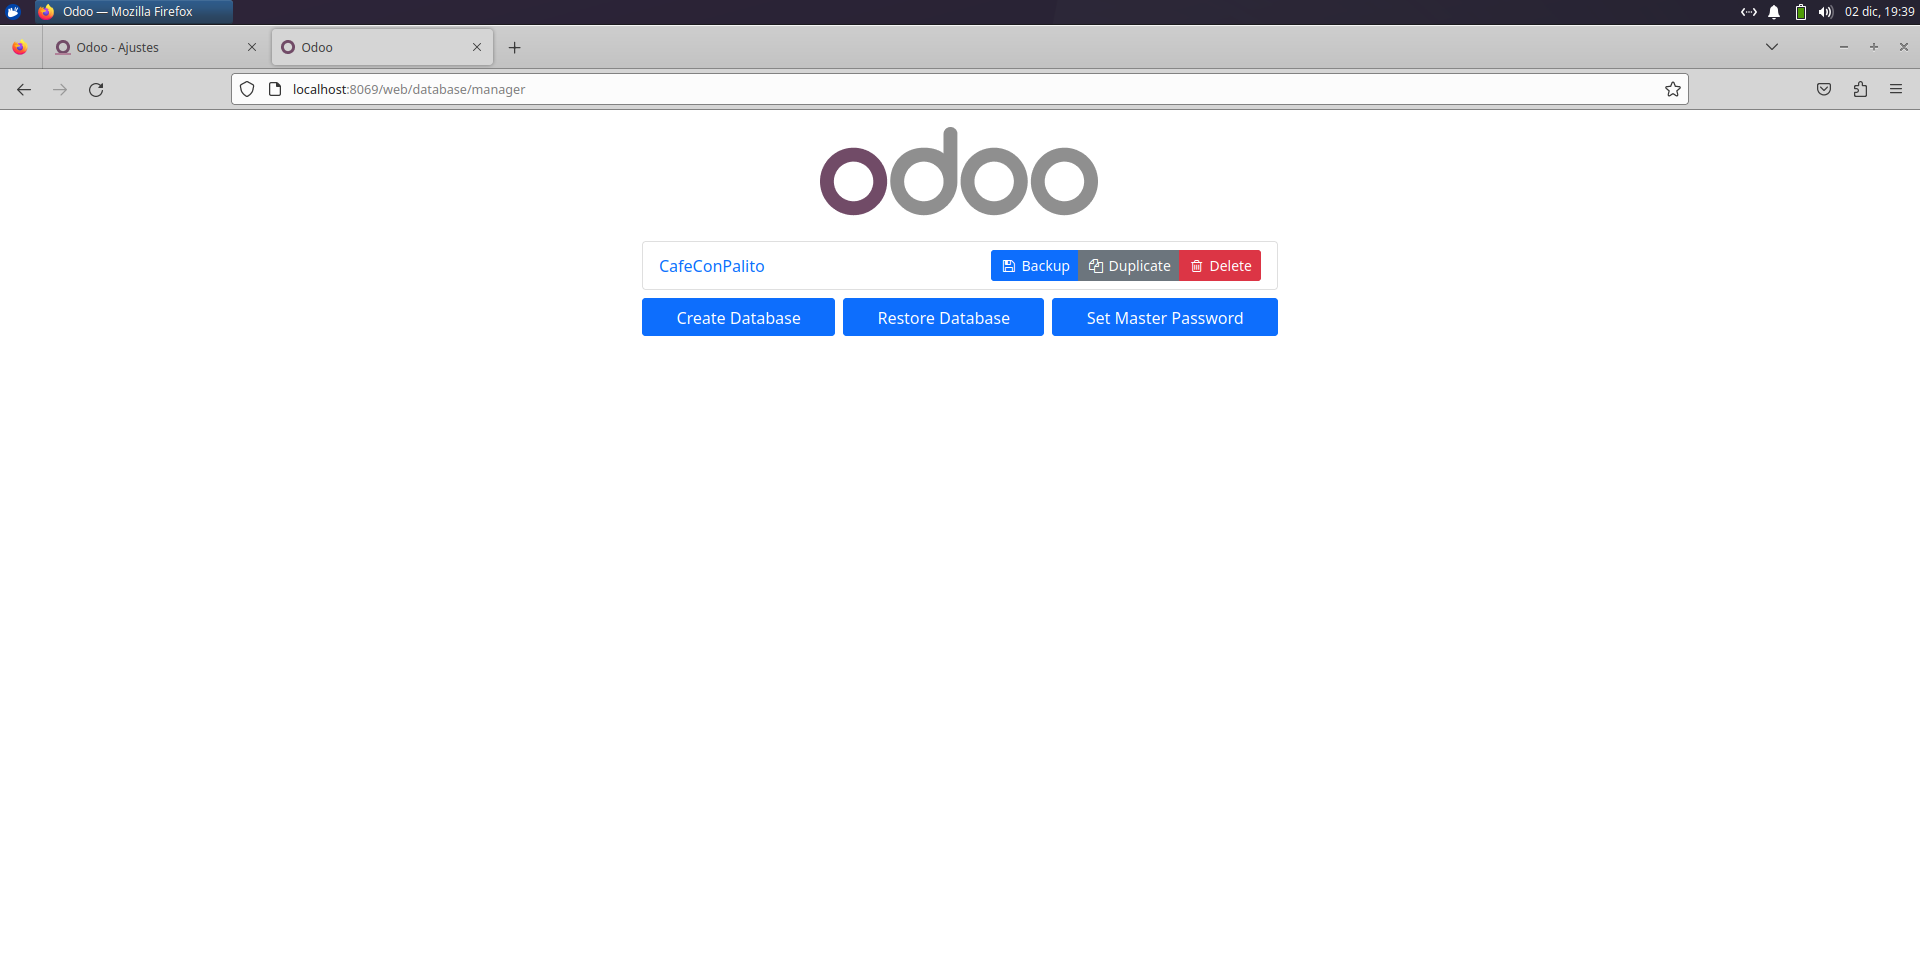 Odoo — Mozilla Firefox
02 dic, 19:39
Odoo - Ajustes
Odoo
localhost:8069/web/database/manager
odoo
CafeConPalito
Backup
Duplicate
Delete
Create Database
Restore Database
Set Master Password